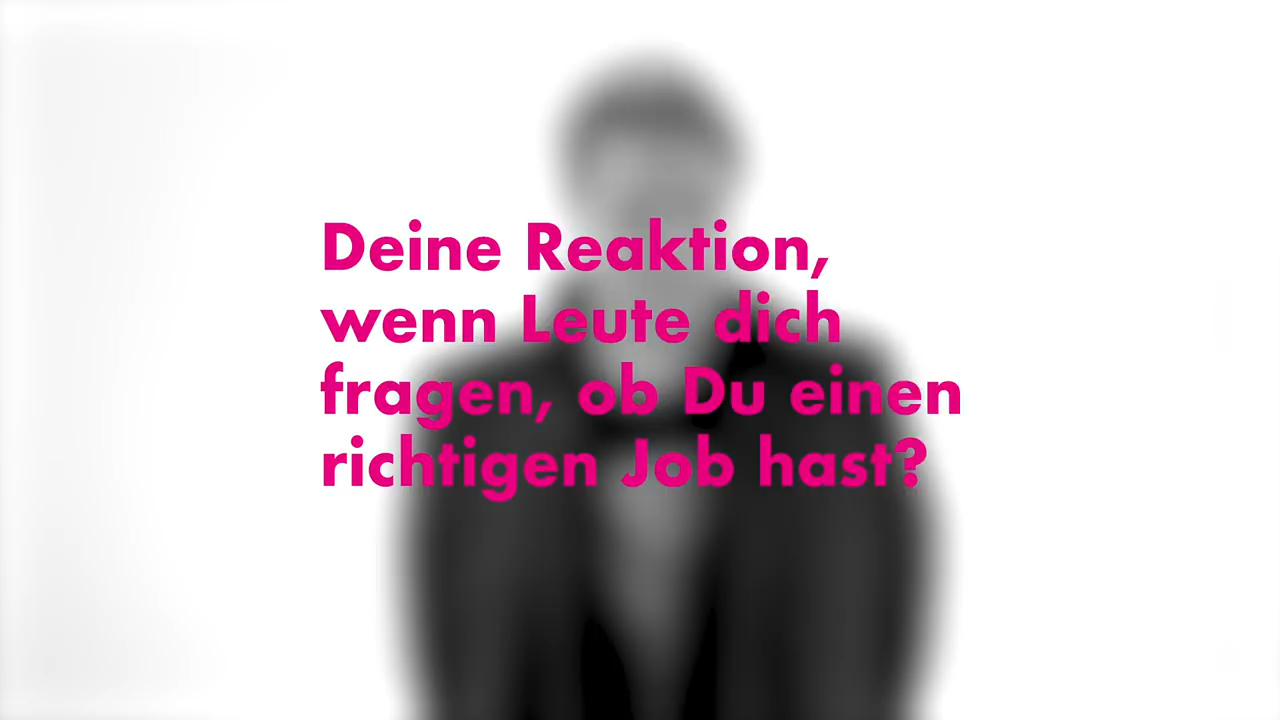 Deine Reaktion,
wenn Leute dich
fragen, ob Du einen
richtigen Job hast?